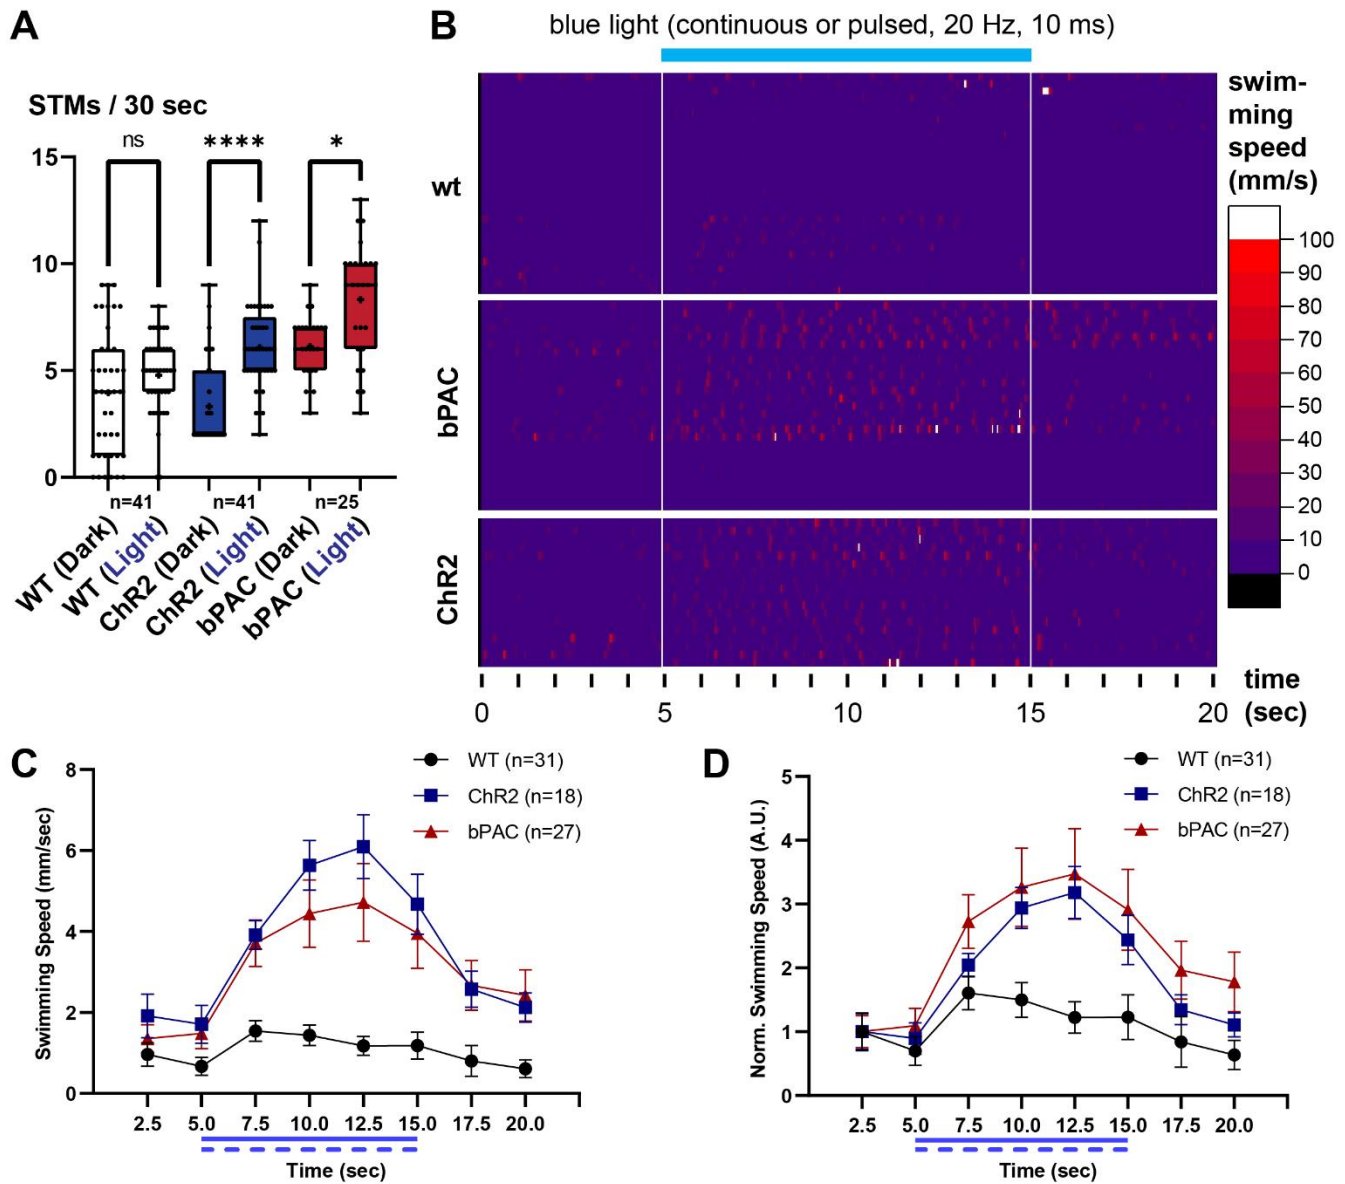 A
STMs / 30 sec
ns
****
*
15
10
5
0
n=41
n=41
n=25
WT (Dark)
WT (Light)
ChR2 (Dark)
ChR2 (Light)
bPAC (Dark)
bPAC (Light)
B
blue light (continuous or pulsed, 20 Hz, 10 ms)
wt
bPAC
ChR2
swim-
ming
speed
(mm/s)
100
90
80
70
60
50
40
30
20
10
0
0
5
10
15
20
time
(sec)
C
WT (n=31)
ChR2 (n=18)
bPAC (n=27)
Swimming Speed (mm/sec)
8
6
4
2
0
2.5
5.0
7.5
10.0
12.5
15.0
17.5
20.0
Time (sec)
D
WT (n=31)
ChR2 (n=18)
bPAC (n=27)
Norm. Swimming Speed (A.U.)
5
4
3
2
1
0
2.5
5.0
7.5
10.0
12.5
15.0
17.5
20.0
Time (sec)